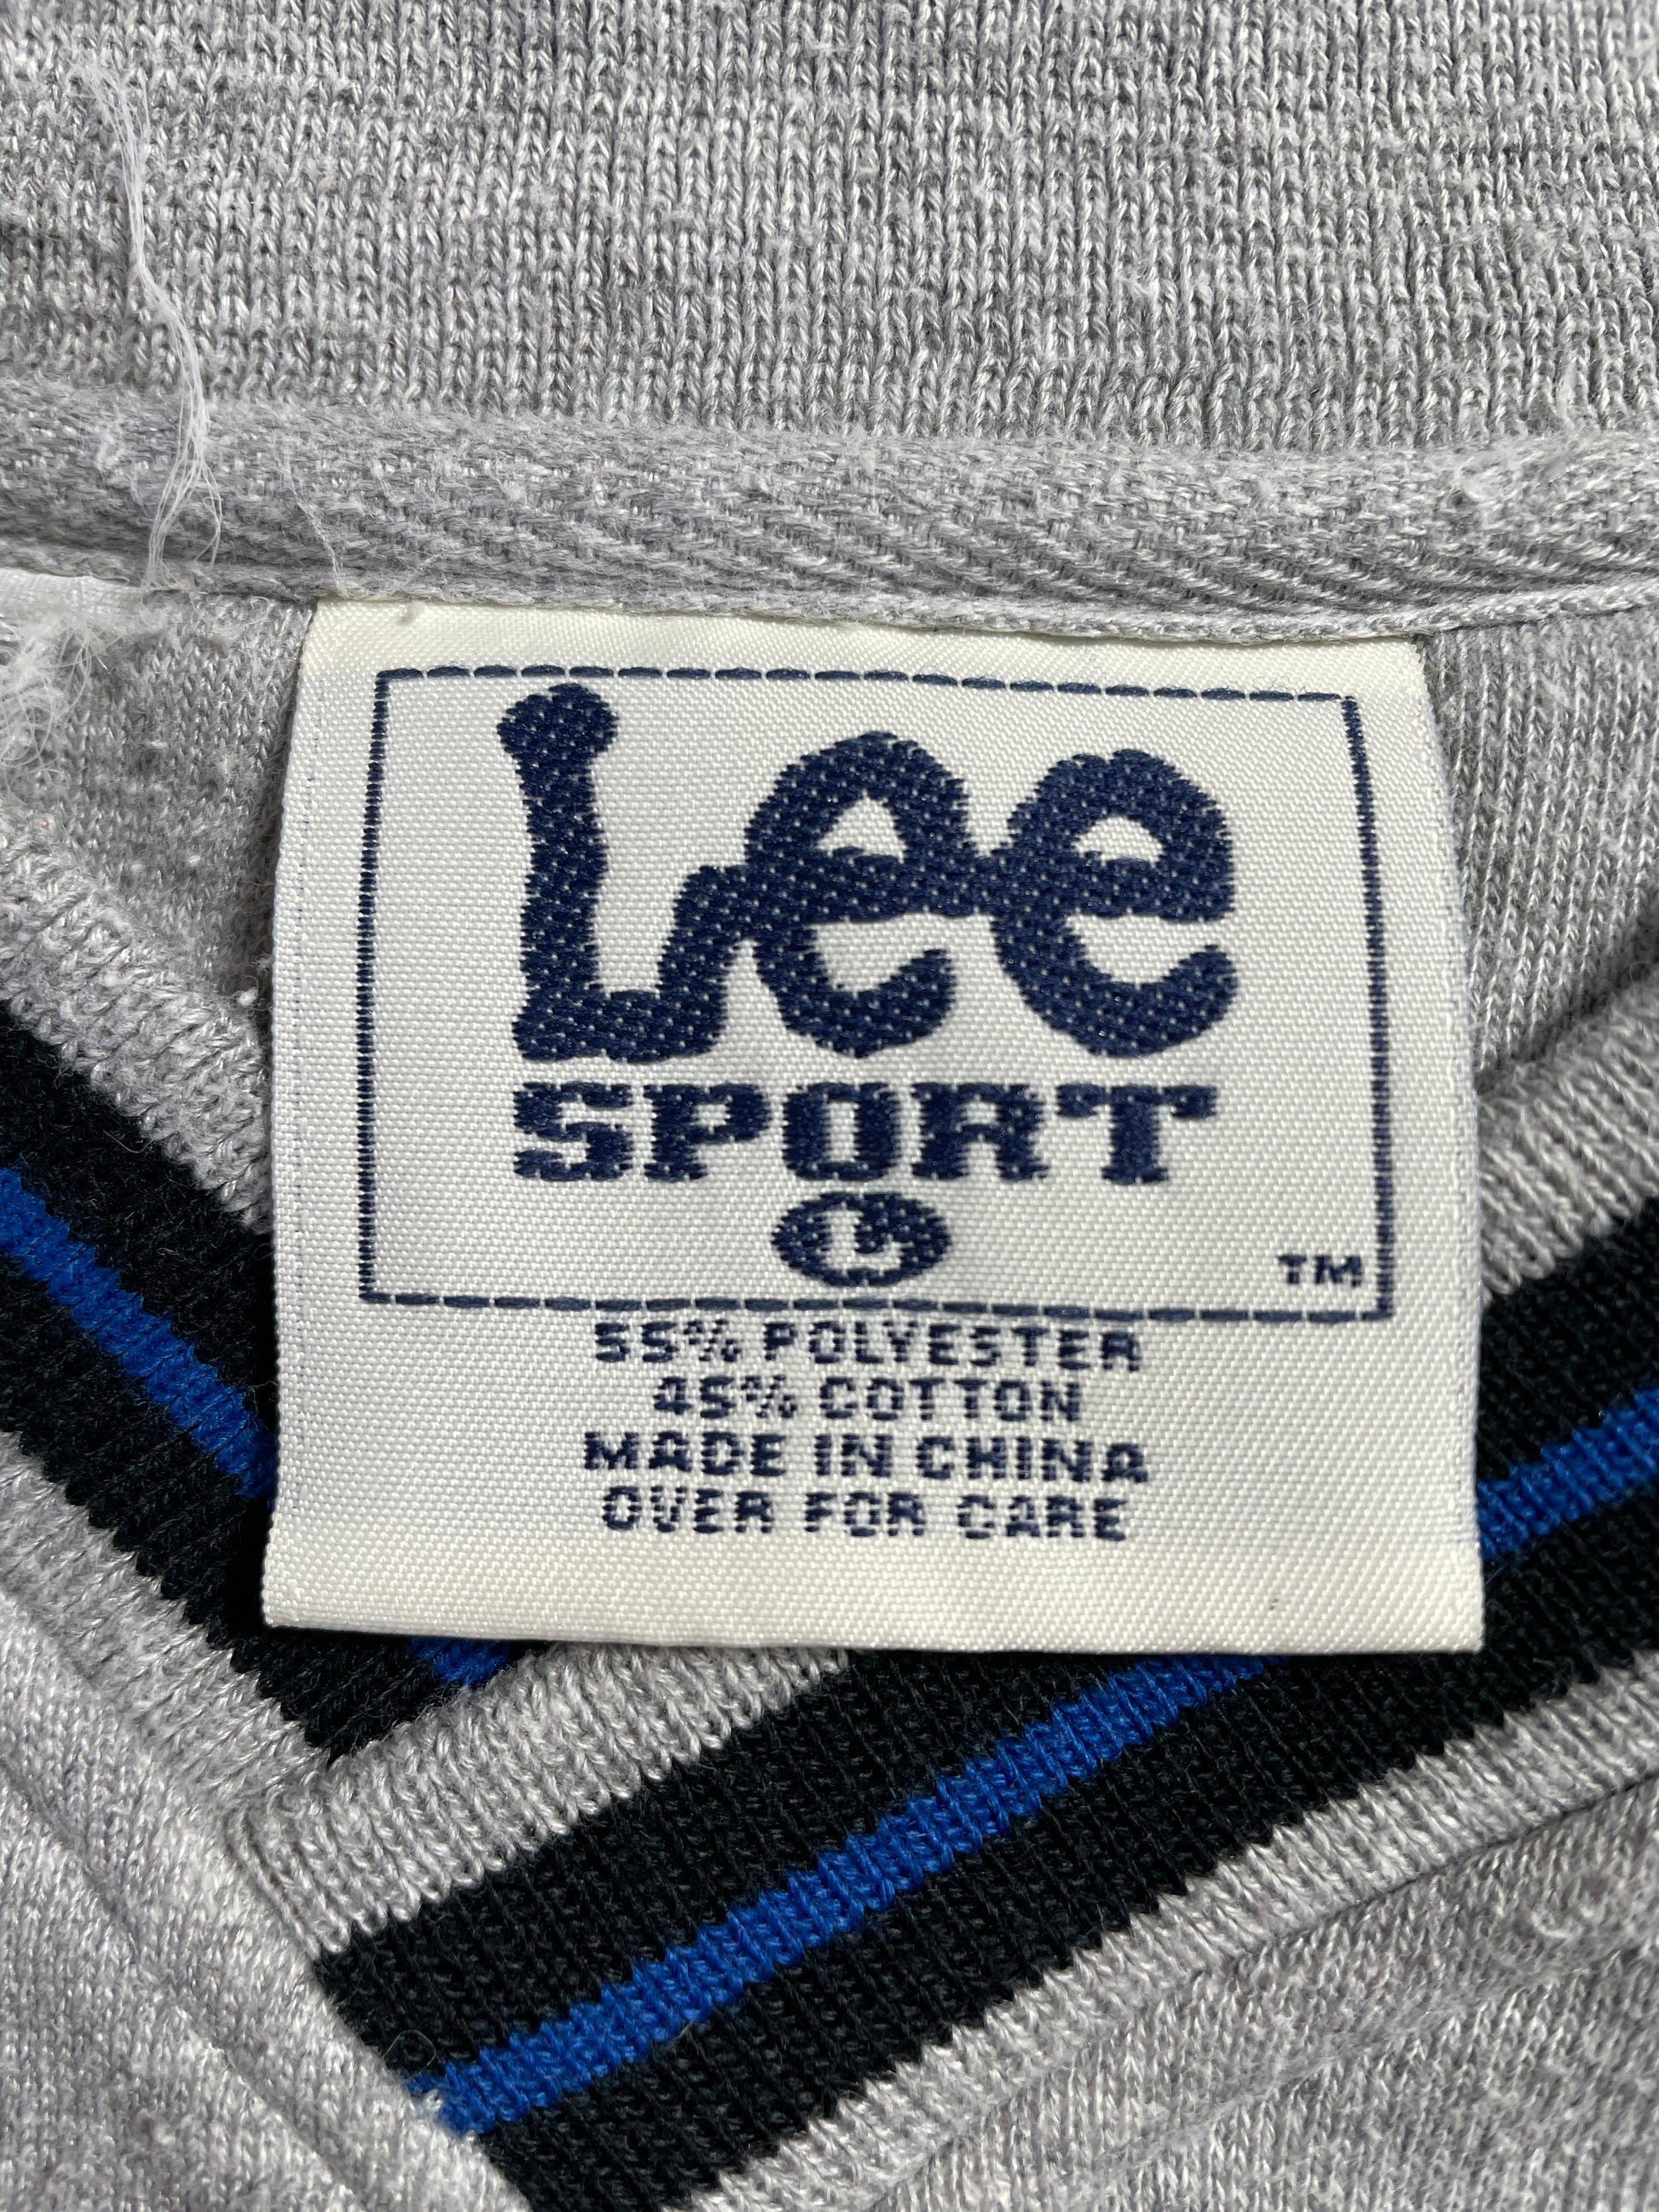 Lee
SPORT
L
TM
55% POLYESTER
45% COTTON
MADE IN CHINA
OVER FOR CARE